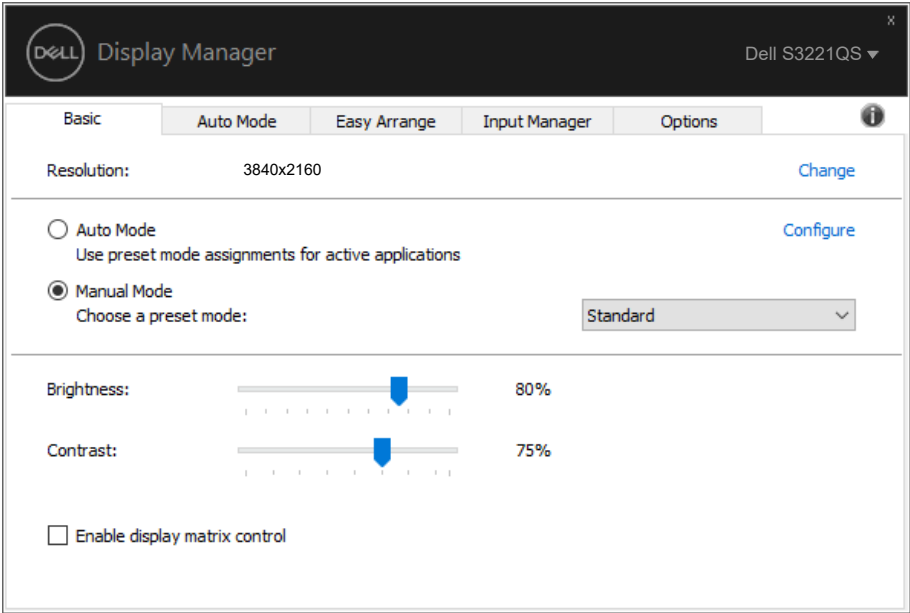 x
DELL Display Manager Dell S3221QS
Basic Auto Mode Easy Arrange Input Manager Options i
Resolution: 3840x2160 Change
Auto Mode Configure
Use preset mode assignments for active applications
Manual Mode
Choose a preset mode: Standard
Brightness: 80%
Contrast: 75%
Enable display matrix control